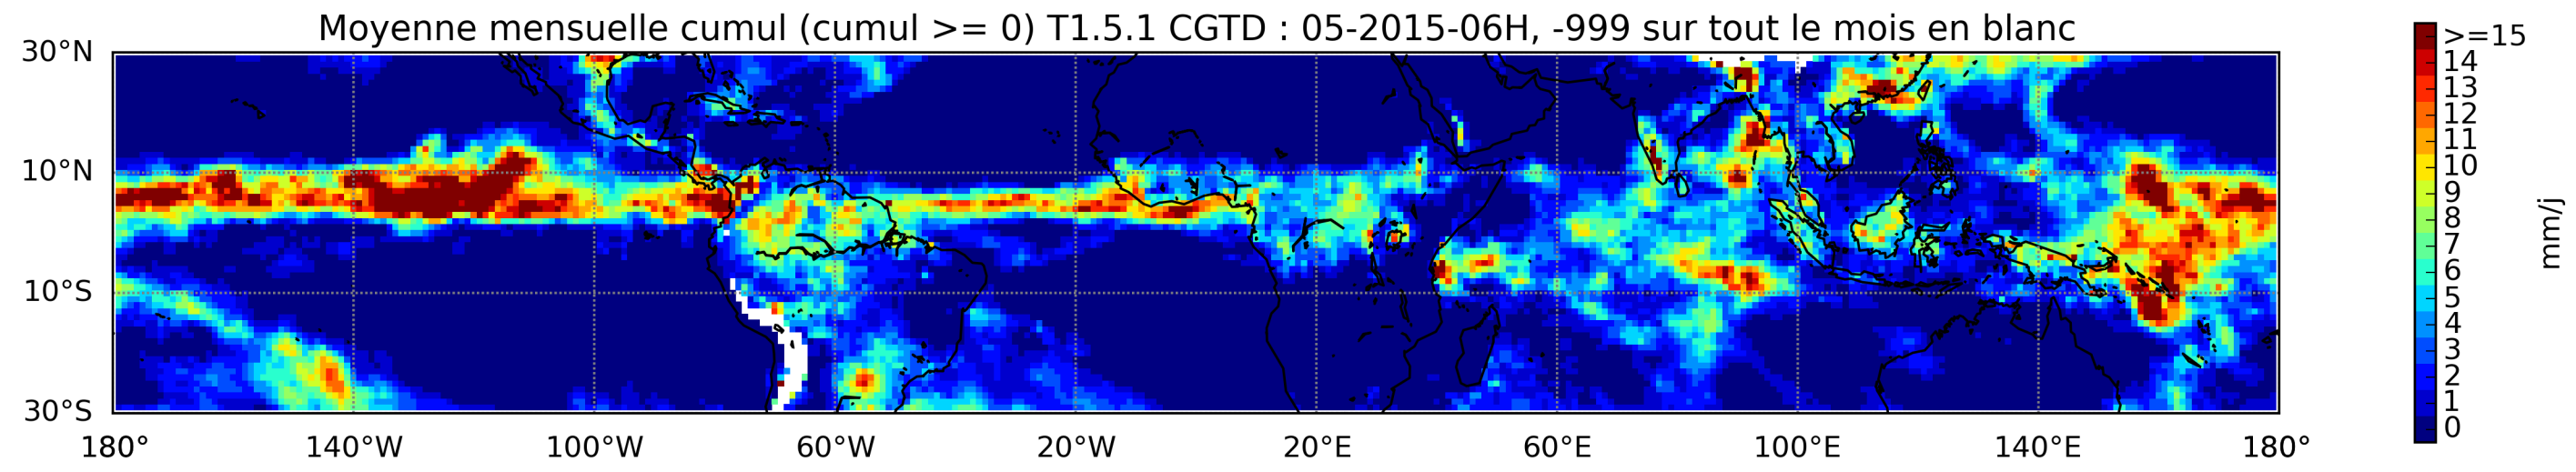 Moyenne mensuelle cumul (cumul >= 0) T1.5.1 CGTD : 05-2015-06H, -999 sur tout le mois en blanc
30°N
10°N
10°S
30°S
180° 140°W 100°W 60°W 20°W 20°E 60°E 100°E 140°E 180°
>=15
14
13
12
11
10
9
8
7
6
5
4
3
2
1
0
mm/j